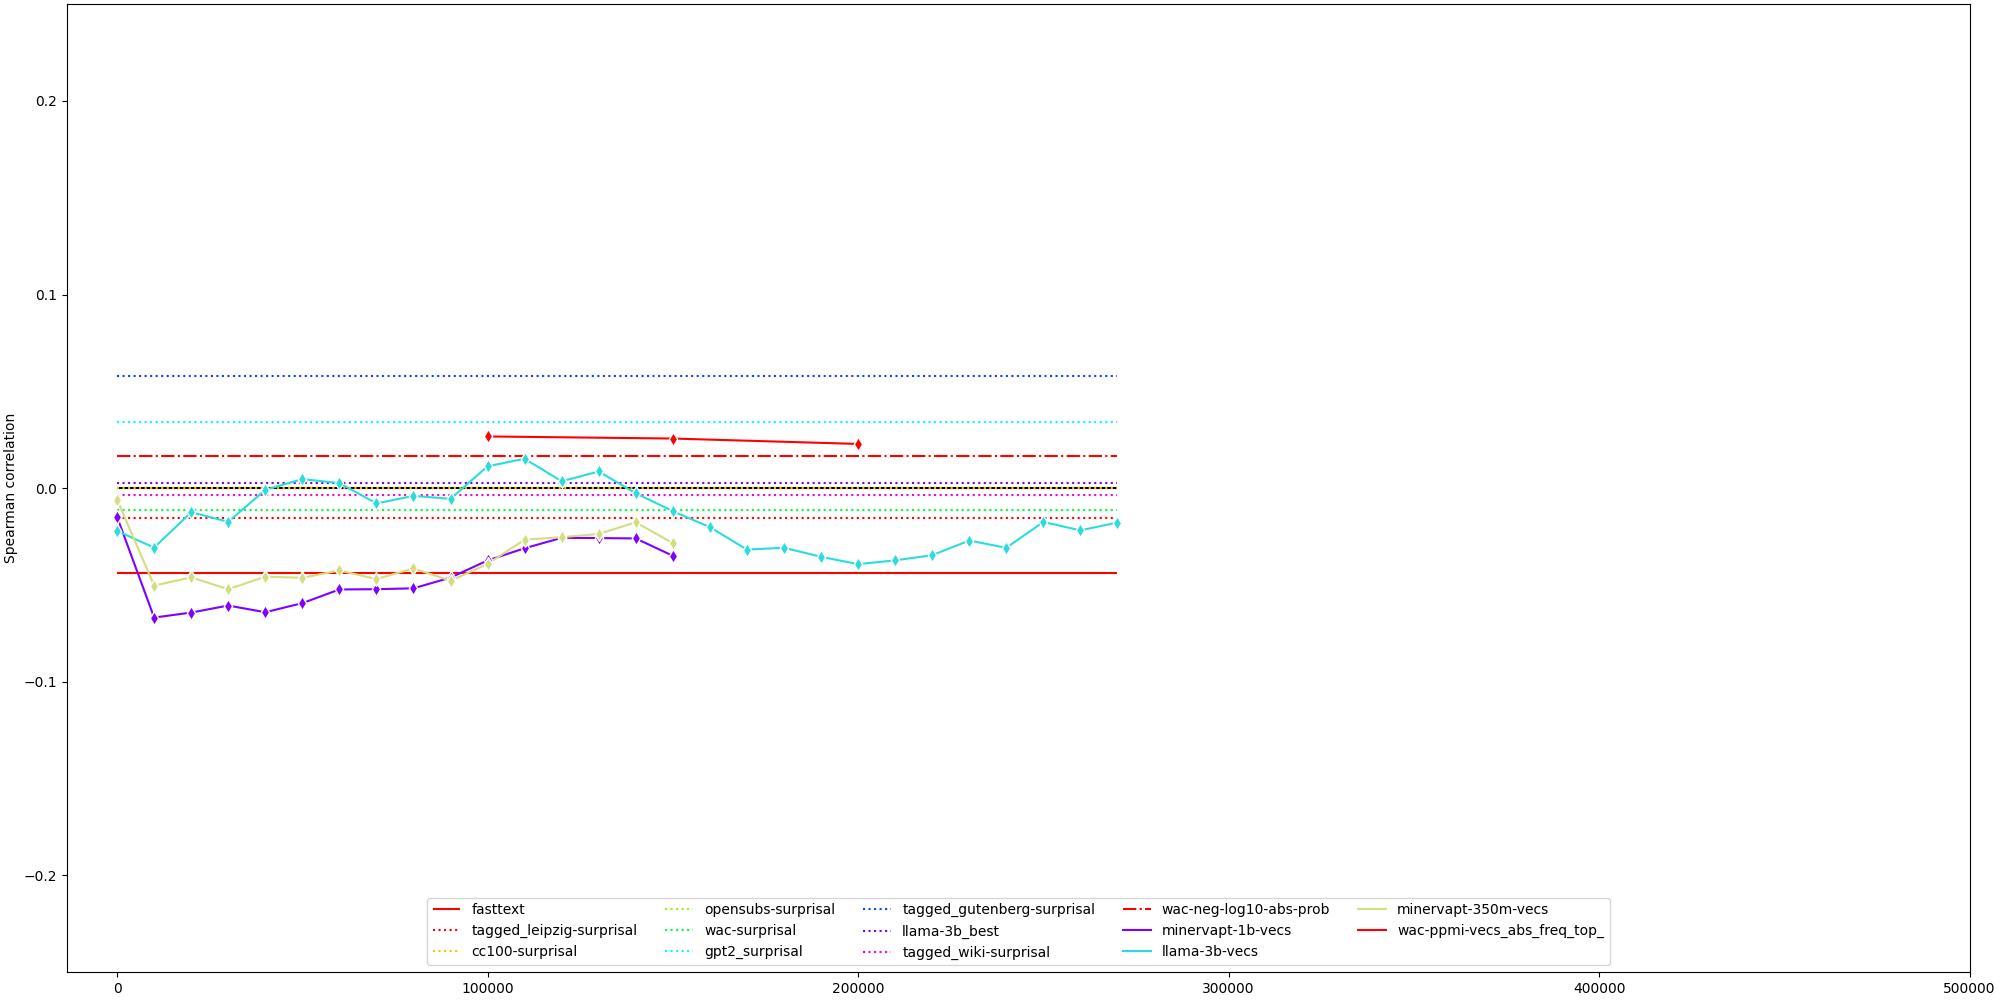 0.2
0.1
0.0
−0.1
−0.2
Spearman correlation
fasttext
tagged_leipzig-surprisal
cc100-surprisal
opensubs-surprisal
wac-surprisal
gpt2_surprisal
tagged_gutenberg-surprisal
llama-3b_best
tagged_wiki-surprisal
wac-neg-log10-abs-prob
minervapt-1b-vecs
llama-3b-vecs
minervapt-350m-vecs
wac-ppmi-vecs_abs_freq_top_
0 100000 200000 300000 400000 500000